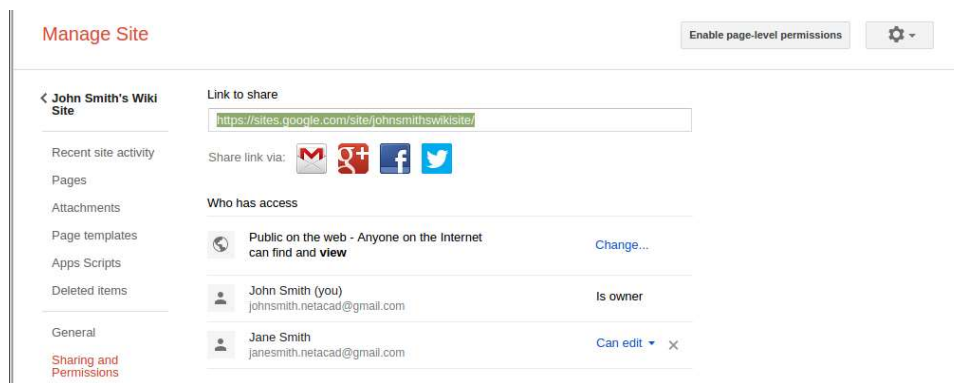 Manage Site
Enable page-level permissions
John Smith's Wiki
Site
Recent site activity
Pages
Attachments
Page templates
Apps Scripts
Deleted items
General
Sharing and
Permissions
Link to share
https://sites.google.com/site/johnsmithswikisite/
Share link via:
Who has access
Public on the web - Anyone on the Internet
can find and view
Change...
John Smith (you)
johnsmith.netacad@gmail.com
Is owner
Jane Smith
janesmith.netacad@gmail.com
Can edit